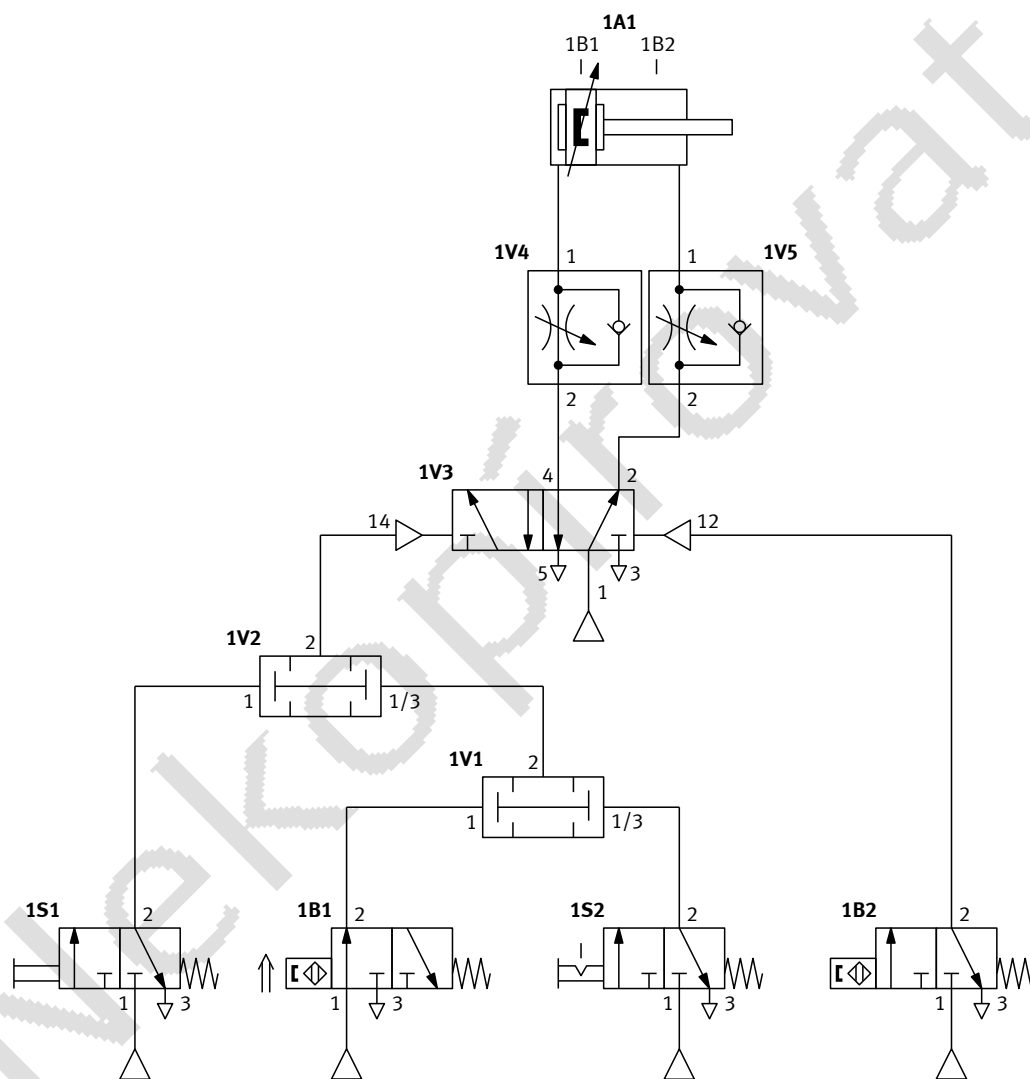 1A1
1B1 1B2
1V4 1 1 1V5
2 2
1V3 4 2
14 12
5 3
1
1V2 2
1 1/3
1V1 2
1 1/3
1S1 2 1B1 2 1S2 2 1B2 2
1 3 1 3 1 3 1 3
Nekopírovat